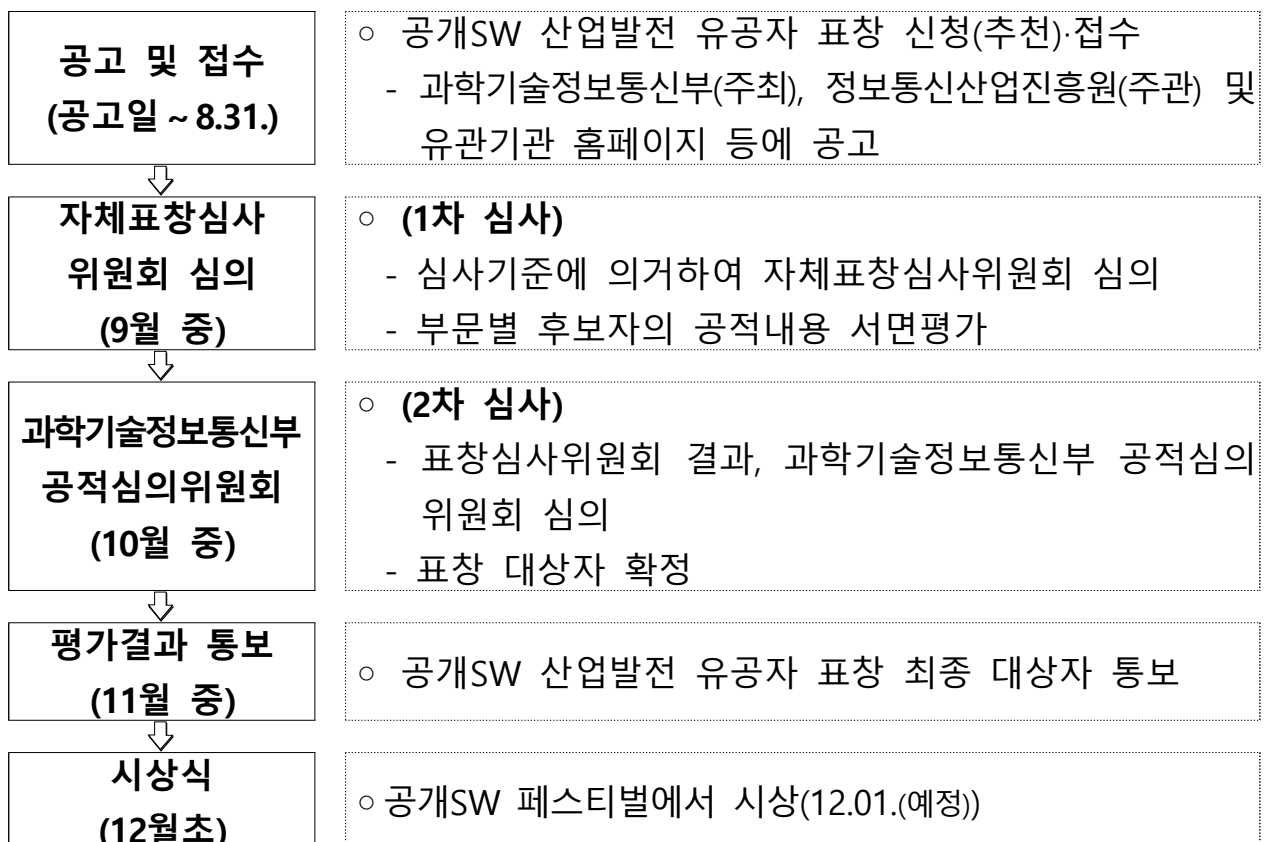 공고 및 접수
(공고일 ~ 8.31.)
○ 공개SW 산업발전 유공자 표창 신청(추천)·접수
- 과학기술정보통신부(주최), 정보통신산업진흥원(주관) 및
유관기관 홈페이지 등에 공고
자체표창심사
위원회 심의
(9월 중)
○ (1차 심사)
- 심사기준에 의거하여 자체표창심사위원회 심의
- 부문별 후보자의 공적내용 서면평가
과학기술정보통신부
공적심의위원회
(10월 중)
○ (2차 심사)
- 표창심사위원회 결과, 과학기술정보통신부 공적심의
위원회 심의
- 표창 대상자 확정
평가결과 통보
(11월 중)
○ 공개SW 산업발전 유공자 표창 최종 대상자 통보
시상식
(12월초)
○ 공개SW 페스티벌에서 시상(12.01.(예정))